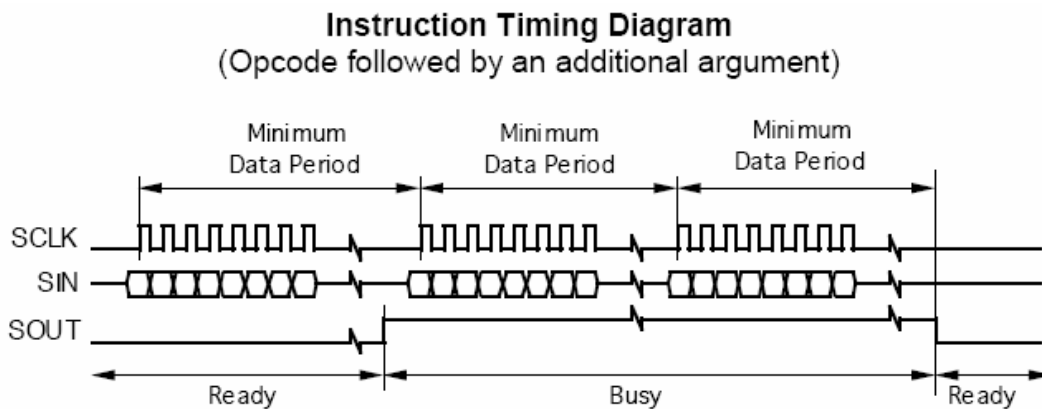 Instruction Timing Diagram
(Opcode followed by an additional argument)
Minimum Data Period
Minimum Data Period
Minimum Data Period
SCLK
SIN
SOUT
Ready
Busy
Ready